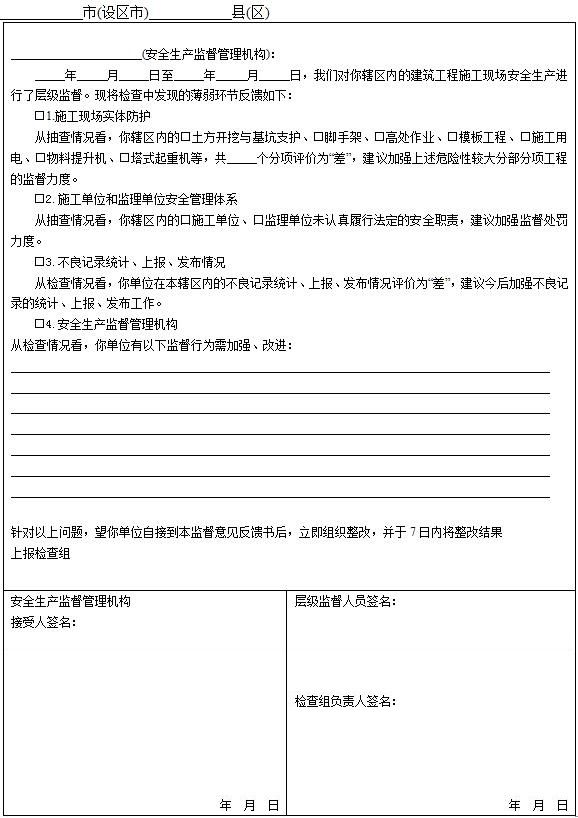 __________市(设区市)__________县(区)
____________________(安全生产监督管理机构):
____年____月____日至____年____月____日，我们对你辖区内的建筑工程施工现场安全生产进
行了层级监督。现将检查中发现的薄弱环节反馈如下：
□1.施工现场实体防护
从抽查情况看，你辖区内的□土方开挖与基坑支护、□脚手架、□高处作业、□模板工程、□施工用
电、□物料提升机、□塔式起重机等，共____个分项评价为“差”，建议加强上述危险性较大分部分项工程
的监督力度。
□2. 施工单位和监理单位安全管理体系
从抽查情况看，你辖区内的□施工单位、□监理单位未认真履行法定的安全职责，建议加强监督处罚
力度。
□3. 不良记录统计、上报、发布情况
从检查情况看，你单位在本辖区内的不良记录统计、上报、发布情况评价为“差”，建议今后加强不良记
录的统计、上报、发布工作。
□4. 安全生产监督管理机构
从检查情况看，你单位有以下监督行为需加强、改进：
针对以上问题，望你单位自接到本监督意见反馈书后，立即组织整改，并于 7 日内将整改结果
上报检查组
安全生产监督管理机构
接受人签名：
年 月 日
层级监督人员签名：
检查组负责人签名：
年 月 日